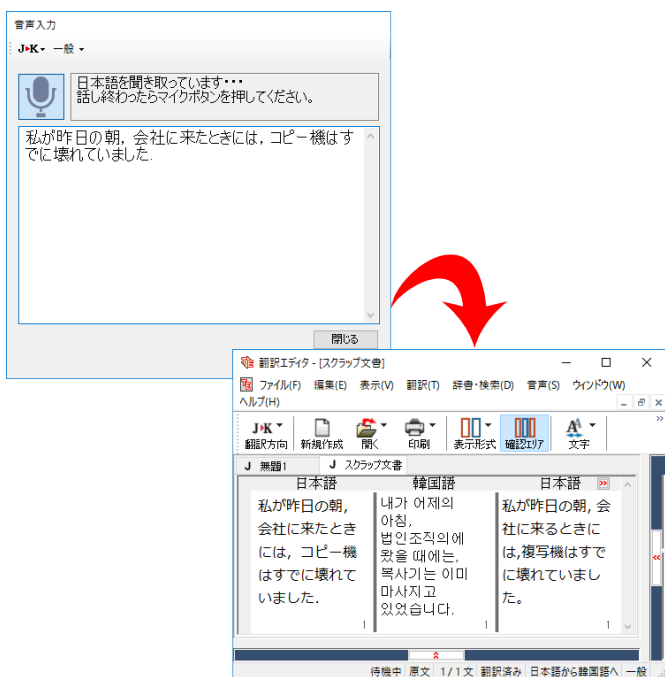 音声入力
J▸K▾ 一般 ▾
日本語を聞き取っています・・・
話し終わったらマイクボタンを押してください。
私が昨日の朝，会社に来たときには，コピー機はす
でに壊れていました.
閉じる
翻訳エディタ - [スクラップ文書]
ファイル(F) 編集(E) 表示(V) 翻訳(T) 辞書・検索(D) 音声(S) ウィンドウ(W)
ヘルプ(H)
J▸K
翻訳方向 新規作成 開く 印刷 表示形式 確認エリア 文字
J 無題1 J スクラップ文書
日本語 韓国語 日本語
私が昨日の朝，
会社に来たとき
には，コピー機
はすでに壊れて
いました.
1
내가 어제의
아침,
법인조직의에
왔을 때에는,
복사기는 이미
마사지고
있었습니다.
1
私が昨日の朝, 会
社に来るときに
は,複写機はすで
に壊れていまし
た。
1
待機中 原文 1/1文 翻訳済み 日本語から韓国語へ 一般